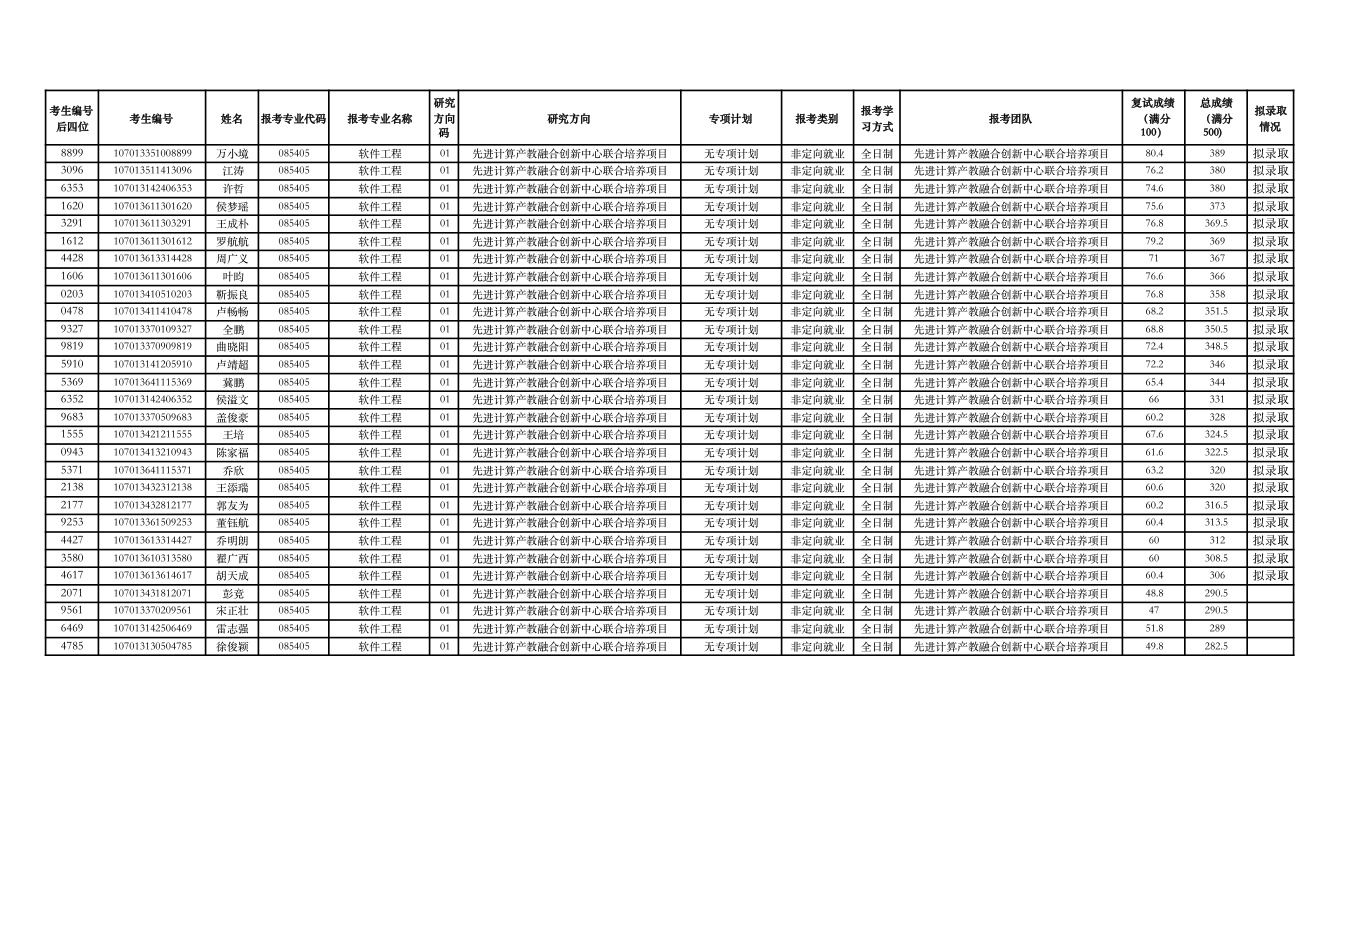 考生编号后四位 考生编号 姓名 报考专业代码 报考专业名称 研究方向码 研究方向 专项计划 报考类别 报考学习方式 报考团队 复试成绩（满分100） 总成绩（满分500) 拟录取情况
8899 107013351008899 万小境 085405 软件工程 01 先进计算产教融合创新中心联合培养项目 无专项计划 非定向就业 全日制 先进计算产教融合创新中心联合培养项目 80.4 389 拟录取
3096 107013511413096 江涛 085405 软件工程 01 先进计算产教融合创新中心联合培养项目 无专项计划 非定向就业 全日制 先进计算产教融合创新中心联合培养项目 76.2 380 拟录取
6353 107013142406353 许哲 085405 软件工程 01 先进计算产教融合创新中心联合培养项目 无专项计划 非定向就业 全日制 先进计算产教融合创新中心联合培养项目 74.6 380 拟录取
1620 107013611301620 侯梦瑶 085405 软件工程 01 先进计算产教融合创新中心联合培养项目 无专项计划 非定向就业 全日制 先进计算产教融合创新中心联合培养项目 75.6 373 拟录取
3291 107013611303291 王成朴 085405 软件工程 01 先进计算产教融合创新中心联合培养项目 无专项计划 非定向就业 全日制 先进计算产教融合创新中心联合培养项目 76.8 369.5 拟录取
1612 107013611301612 罗航航 085405 软件工程 01 先进计算产教融合创新中心联合培养项目 无专项计划 非定向就业 全日制 先进计算产教融合创新中心联合培养项目 79.2 369 拟录取
4428 107013613314428 周广义 085405 软件工程 01 先进计算产教融合创新中心联合培养项目 无专项计划 非定向就业 全日制 先进计算产教融合创新中心联合培养项目 71 367 拟录取
1606 107013611301606 叶昀 085405 软件工程 01 先进计算产教融合创新中心联合培养项目 无专项计划 非定向就业 全日制 先进计算产教融合创新中心联合培养项目 76.6 366 拟录取
0203 107013410510203 靳振良 085405 软件工程 01 先进计算产教融合创新中心联合培养项目 无专项计划 非定向就业 全日制 先进计算产教融合创新中心联合培养项目 76.8 358 拟录取
0478 107013411410478 卢畅畅 085405 软件工程 01 先进计算产教融合创新中心联合培养项目 无专项计划 非定向就业 全日制 先进计算产教融合创新中心联合培养项目 68.2 351.5 拟录取
9327 107013370109327 全鹏 085405 软件工程 01 先进计算产教融合创新中心联合培养项目 无专项计划 非定向就业 全日制 先进计算产教融合创新中心联合培养项目 68.8 350.5 拟录取
9819 107013370909819 曲晓阳 085405 软件工程 01 先进计算产教融合创新中心联合培养项目 无专项计划 非定向就业 全日制 先进计算产教融合创新中心联合培养项目 72.4 348.5 拟录取
5910 107013141205910 卢靖超 085405 软件工程 01 先进计算产教融合创新中心联合培养项目 无专项计划 非定向就业 全日制 先进计算产教融合创新中心联合培养项目 72.2 346 拟录取
5369 107013641115369 冀鹏 085405 软件工程 01 先进计算产教融合创新中心联合培养项目 无专项计划 非定向就业 全日制 先进计算产教融合创新中心联合培养项目 65.4 344 拟录取
6352 107013142406352 侯溢文 085405 软件工程 01 先进计算产教融合创新中心联合培养项目 无专项计划 非定向就业 全日制 先进计算产教融合创新中心联合培养项目 66 331 拟录取
9683 107013370509683 盖俊豪 085405 软件工程 01 先进计算产教融合创新中心联合培养项目 无专项计划 非定向就业 全日制 先进计算产教融合创新中心联合培养项目 60.2 328 拟录取
1555 107013421211555 王培 085405 软件工程 01 先进计算产教融合创新中心联合培养项目 无专项计划 非定向就业 全日制 先进计算产教融合创新中心联合培养项目 67.6 324.5 拟录取
0943 107013413210943 陈家福 085405 软件工程 01 先进计算产教融合创新中心联合培养项目 无专项计划 非定向就业 全日制 先进计算产教融合创新中心联合培养项目 61.6 322.5 拟录取
5371 107013641115371 乔欣 085405 软件工程 01 先进计算产教融合创新中心联合培养项目 无专项计划 非定向就业 全日制 先进计算产教融合创新中心联合培养项目 63.2 320 拟录取
2138 107013432312138 王添瑞 085405 软件工程 01 先进计算产教融合创新中心联合培养项目 无专项计划 非定向就业 全日制 先进计算产教融合创新中心联合培养项目 60.6 320 拟录取
2177 107013432812177 郭友为 085405 软件工程 01 先进计算产教融合创新中心联合培养项目 无专项计划 非定向就业 全日制 先进计算产教融合创新中心联合培养项目 60.2 316.5 拟录取
9253 107013361509253 董钰航 085405 软件工程 01 先进计算产教融合创新中心联合培养项目 无专项计划 非定向就业 全日制 先进计算产教融合创新中心联合培养项目 60.4 313.5 拟录取
4427 107013613314427 乔明朗 085405 软件工程 01 先进计算产教融合创新中心联合培养项目 无专项计划 非定向就业 全日制 先进计算产教融合创新中心联合培养项目 60 312 拟录取
3580 107013610313580 翟广西 085405 软件工程 01 先进计算产教融合创新中心联合培养项目 无专项计划 非定向就业 全日制 先进计算产教融合创新中心联合培养项目 60 308.5 拟录取
4617 107013613614617 胡天成 085405 软件工程 01 先进计算产教融合创新中心联合培养项目 无专项计划 非定向就业 全日制 先进计算产教融合创新中心联合培养项目 60.4 306 拟录取
2071 107013431812071 彭竞 085405 软件工程 01 先进计算产教融合创新中心联合培养项目 无专项计划 非定向就业 全日制 先进计算产教融合创新中心联合培养项目 48.8 290.5
9561 107013370209561 宋正壮 085405 软件工程 01 先进计算产教融合创新中心联合培养项目 无专项计划 非定向就业 全日制 先进计算产教融合创新中心联合培养项目 47 290.5
6469 107013142506469 雷志强 085405 软件工程 01 先进计算产教融合创新中心联合培养项目 无专项计划 非定向就业 全日制 先进计算产教融合创新中心联合培养项目 51.8 289
4785 107013130504785 徐俊颖 085405 软件工程 01 先进计算产教融合创新中心联合培养项目 无专项计划 非定向就业 全日制 先进计算产教融合创新中心联合培养项目 49.8 282.5